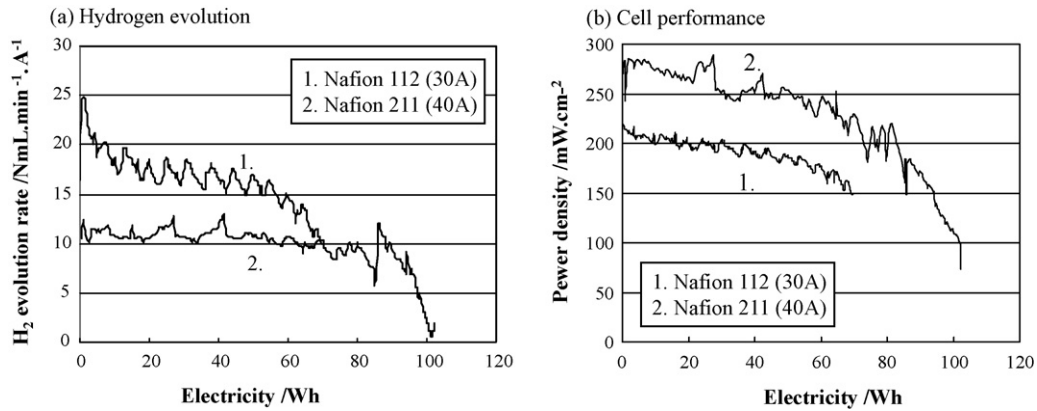 (a) Hydrogen evolution
H2 evolution rate /NmL.min-1.A-1
30
25
20
15
10
5
0
1. Nafion 112 (30A)
2. Nafion 211 (40A)
1.
2.
0 20 40 60 80 100 120
Electricity /Wh
(b) Cell performance
Pewer density /mW.cm-2
300
250
200
150
100
50
0
2.
1.
1. Nafion 112 (30A)
2. Nafion 211 (40A)
0 20 40 60 80 100 120
Electricity /Wh